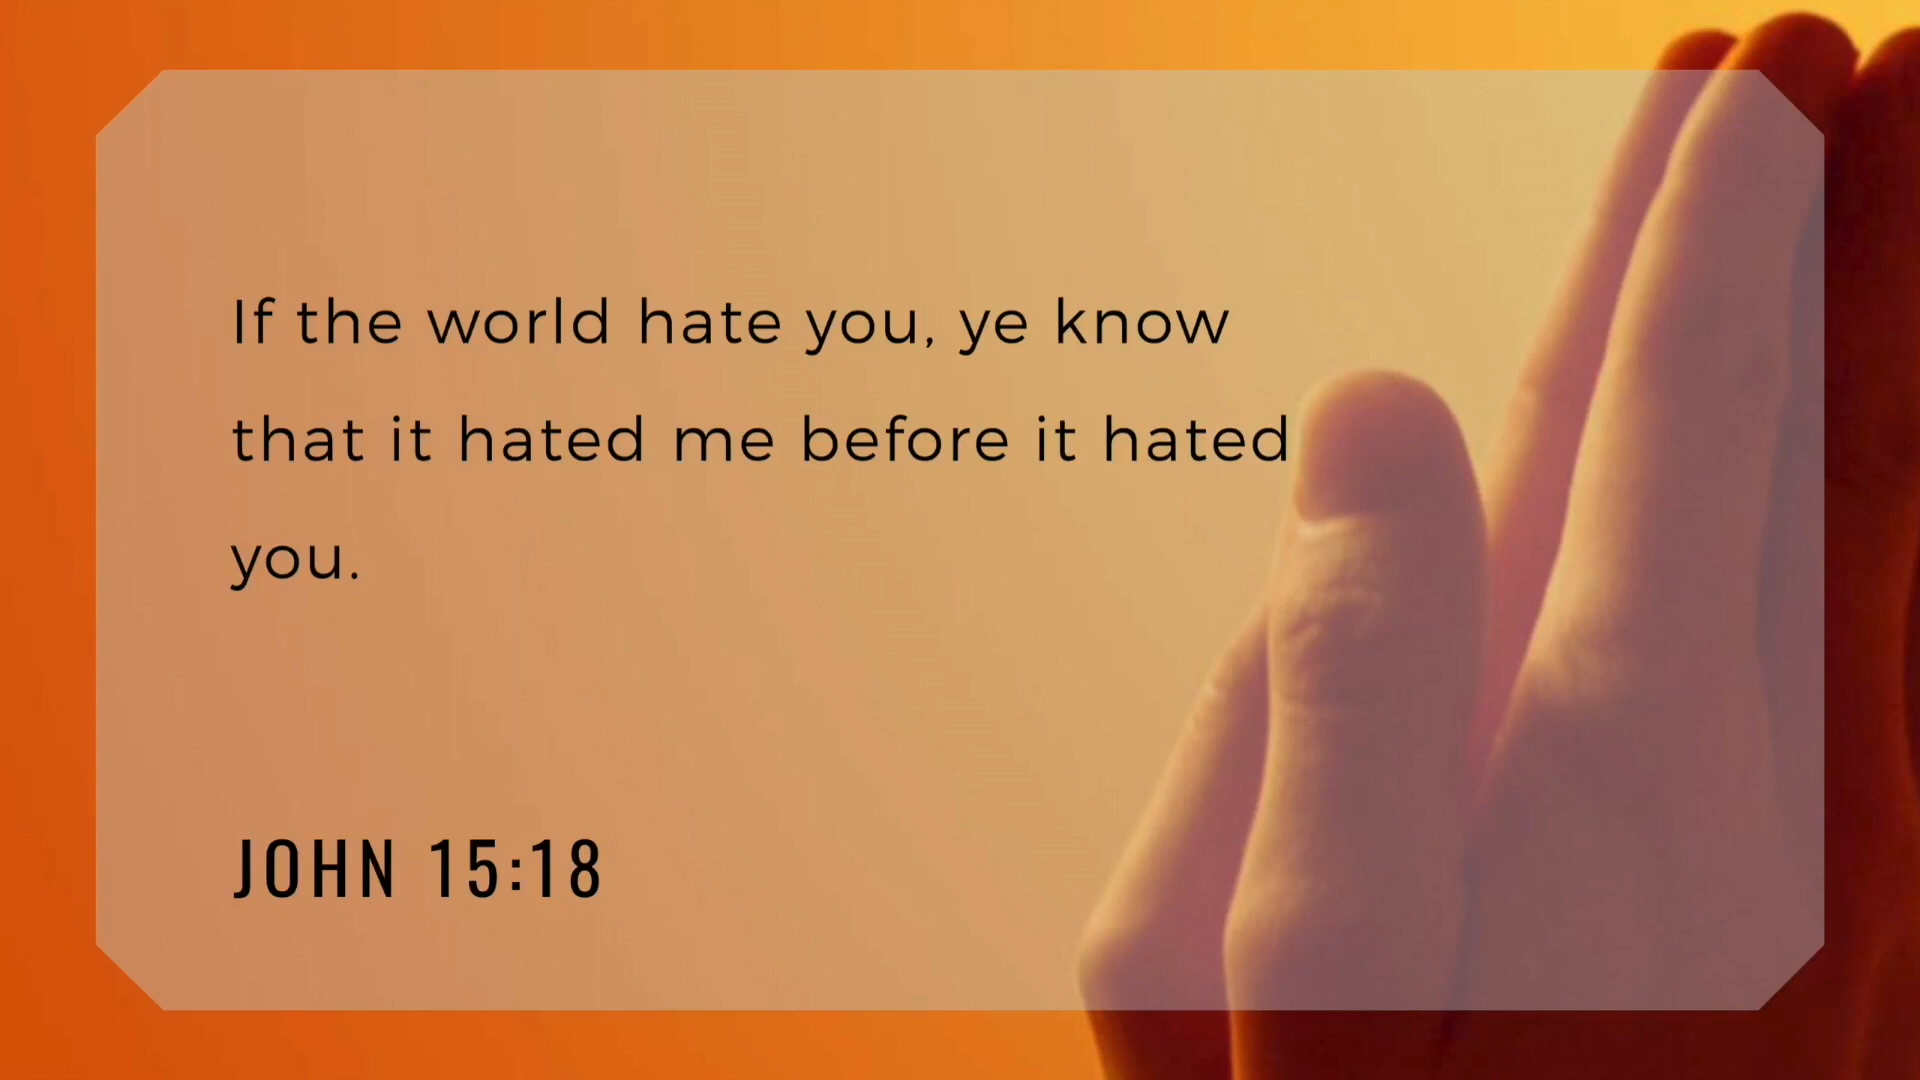 If the world hate you, ye know
that it hated me before it hated
you.
JOHN 15:18